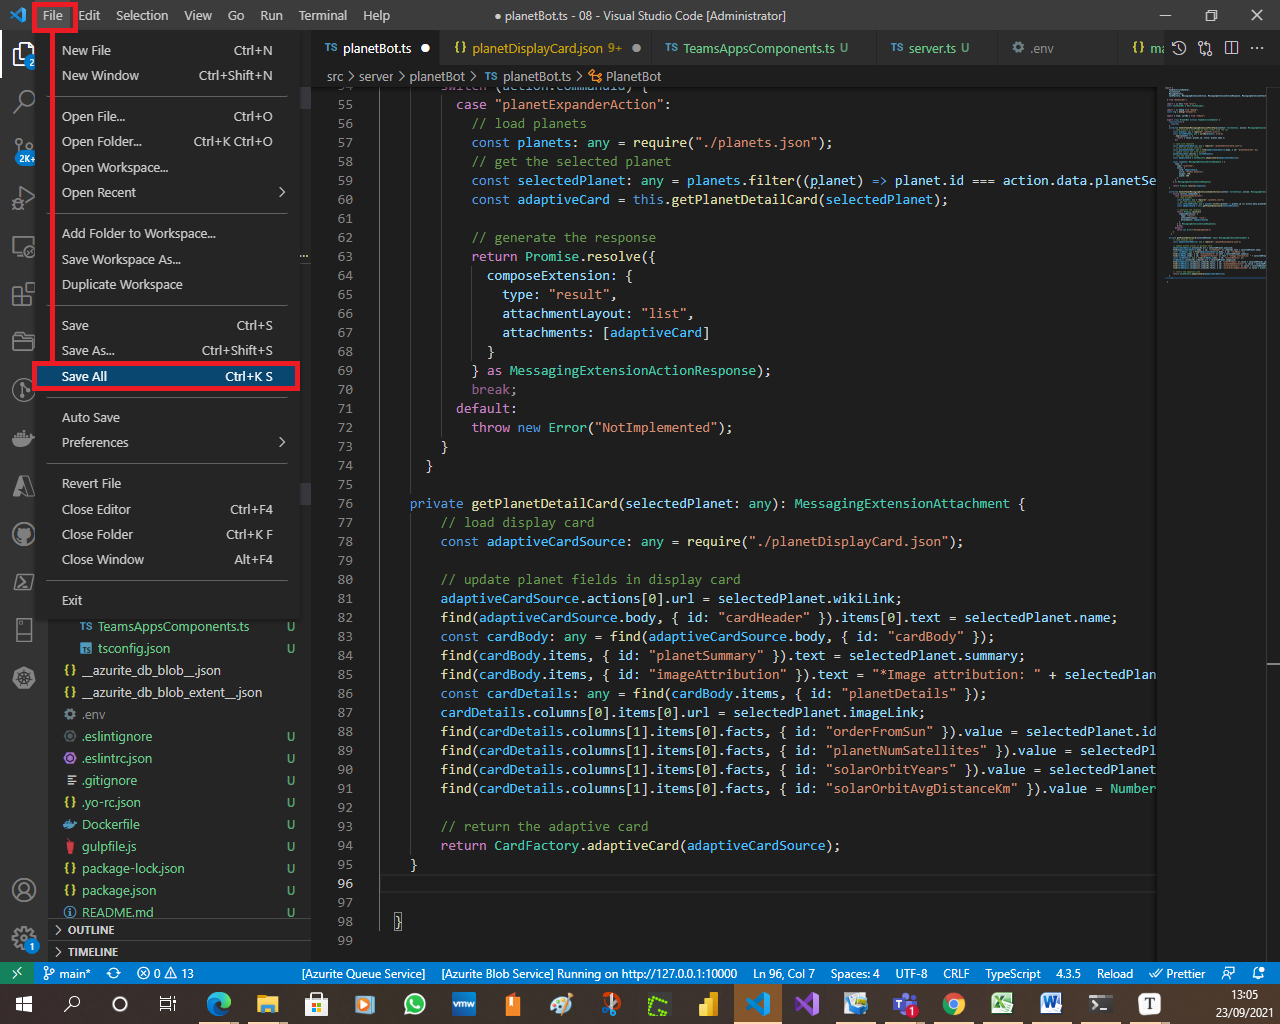 File Edit Selection View Go Run Terminal Help ● planetBot.ts - 08 - Visual Studio Code [Administrator]
planetBot.ts planetDisplayCard.json 9+ TeamsAppsComponents.ts U server.ts U .env
src > server > planetBot > TS planetBot.ts > PlanetBot
New File Ctrl+N
New Window Ctrl+Shift+N
Open File... Ctrl+O
Open Folder... Ctrl+K Ctrl+O
Open Workspace...
Open Recent
Add Folder to Workspace...
Save Workspace As...
Duplicate Workspace
Save Ctrl+S
Save As... Ctrl+Shift+S
Save All Ctrl+K S
Auto Save
Preferences
Revert File
Close Editor Ctrl+F4
Close Folder Ctrl+K F
Close Window Alt+F4
Exit
TS TeamsAppsComponents.ts U
tsconfig.json U
{} __azurite_db_blob__.json
{} __azurite_db_blob_extent__.json
.env
.eslintignore U
.eslintrc.json U
.gitignore U
{} .yo-rc.json U
Dockerfile U
gulpfile.js U
{} package-lock.json U
{} package.json U
README.md U
OUTLINE
TIMELINE
2
2K+
1
55 case "planetExpanderAction":
56 // load planets
57 const planets: any = require("./planets.json");
58 // get the selected planet
59 const selectedPlanet: any = planets.filter((planet) => planet.id === action.data.planetSe
60 const adaptiveCard = this.getPlanetDetailCard(selectedPlanet);
61
62 // generate the response
63 return Promise.resolve({
64 composeExtension: {
65 type: "result",
66 attachmentLayout: "list",
67 attachments: [adaptiveCard]
68 }
69 } as MessagingExtensionActionResponse);
70 break;
71 default:
72 throw new Error("NotImplemented");
73 }
74 }
75
76 private getPlanetDetailCard(selectedPlanet: any): MessagingExtensionAttachment {
77 // load display card
78 const adaptiveCardSource: any = require("./planetDisplayCard.json");
79
80 // update planet fields in display card
81 adaptiveCardSource.actions[0].url = selectedPlanet.wikiLink;
82 find(adaptiveCardSource.body, { id: "cardHeader" }).items[0].text = selectedPlanet.name;
83 const cardBody: any = find(adaptiveCardSource.body, { id: "cardBody" });
84 find(cardBody.items, { id: "planetSummary" }).text = selectedPlanet.summary;
85 find(cardBody.items, { id: "imageAttribution" }).text = "*Image attribution: " + selectedPlan
86 const cardDetails: any = find(cardBody.items, { id: "planetDetails" });
87 cardDetails.columns[0].items[0].url = selectedPlanet.imageLink;
88 find(cardDetails.columns[1].items[0].facts, { id: "orderFromSun" }).value = selectedPlanet.id
89 find(cardDetails.columns[1].items[0].facts, { id: "planetNumSatellites" }).value = selectedPl
90 find(cardDetails.columns[1].items[0].facts, { id: "solarOrbitYears" }).value = selectedPlanet
91 find(cardDetails.columns[1].items[0].facts, { id: "solarOrbitAvgDistanceKm" }).value = Number
92
93 // return the adaptive card
94 return CardFactory.adaptiveCard(adaptiveCardSource);
95 }
96
97
98 }
99
main* 0 13 [Azurite Queue Service] [Azurite Blob Service] Running on http://127.0.0.1:10000 Ln 96, Col 7 Spaces: 4 UTF-8 CRLF TypeScript 4.3.5 Reload Prettier
vmw
13:05
23/09/2021